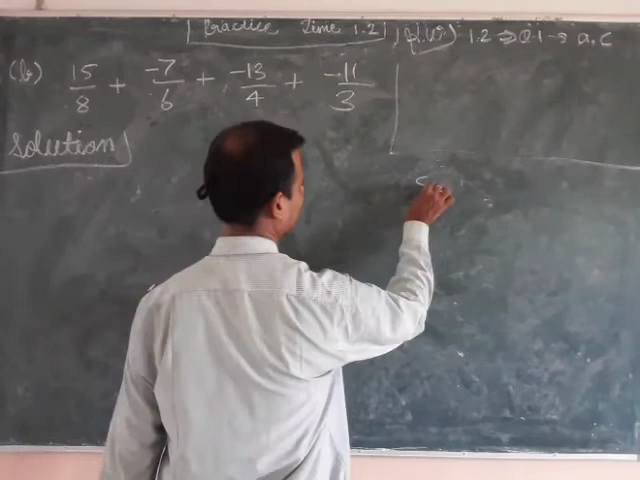 Practice Time 1.2 (H.W) 1.2 → Q.1 → a, c
(b) 15/8 + -7/6 + -13/4 + -11/3
Solution